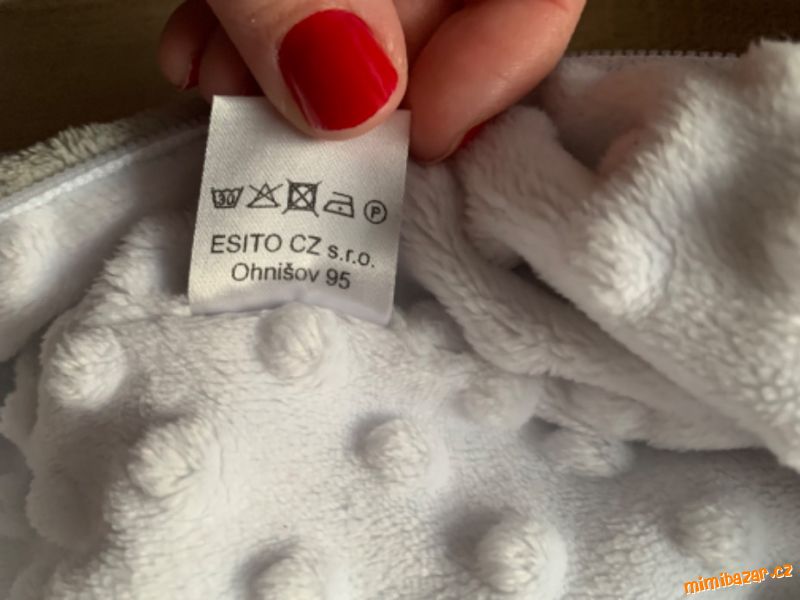 30 P
ESITO CZ s.r.o.
Ohnišov 95
mimibazar.cz